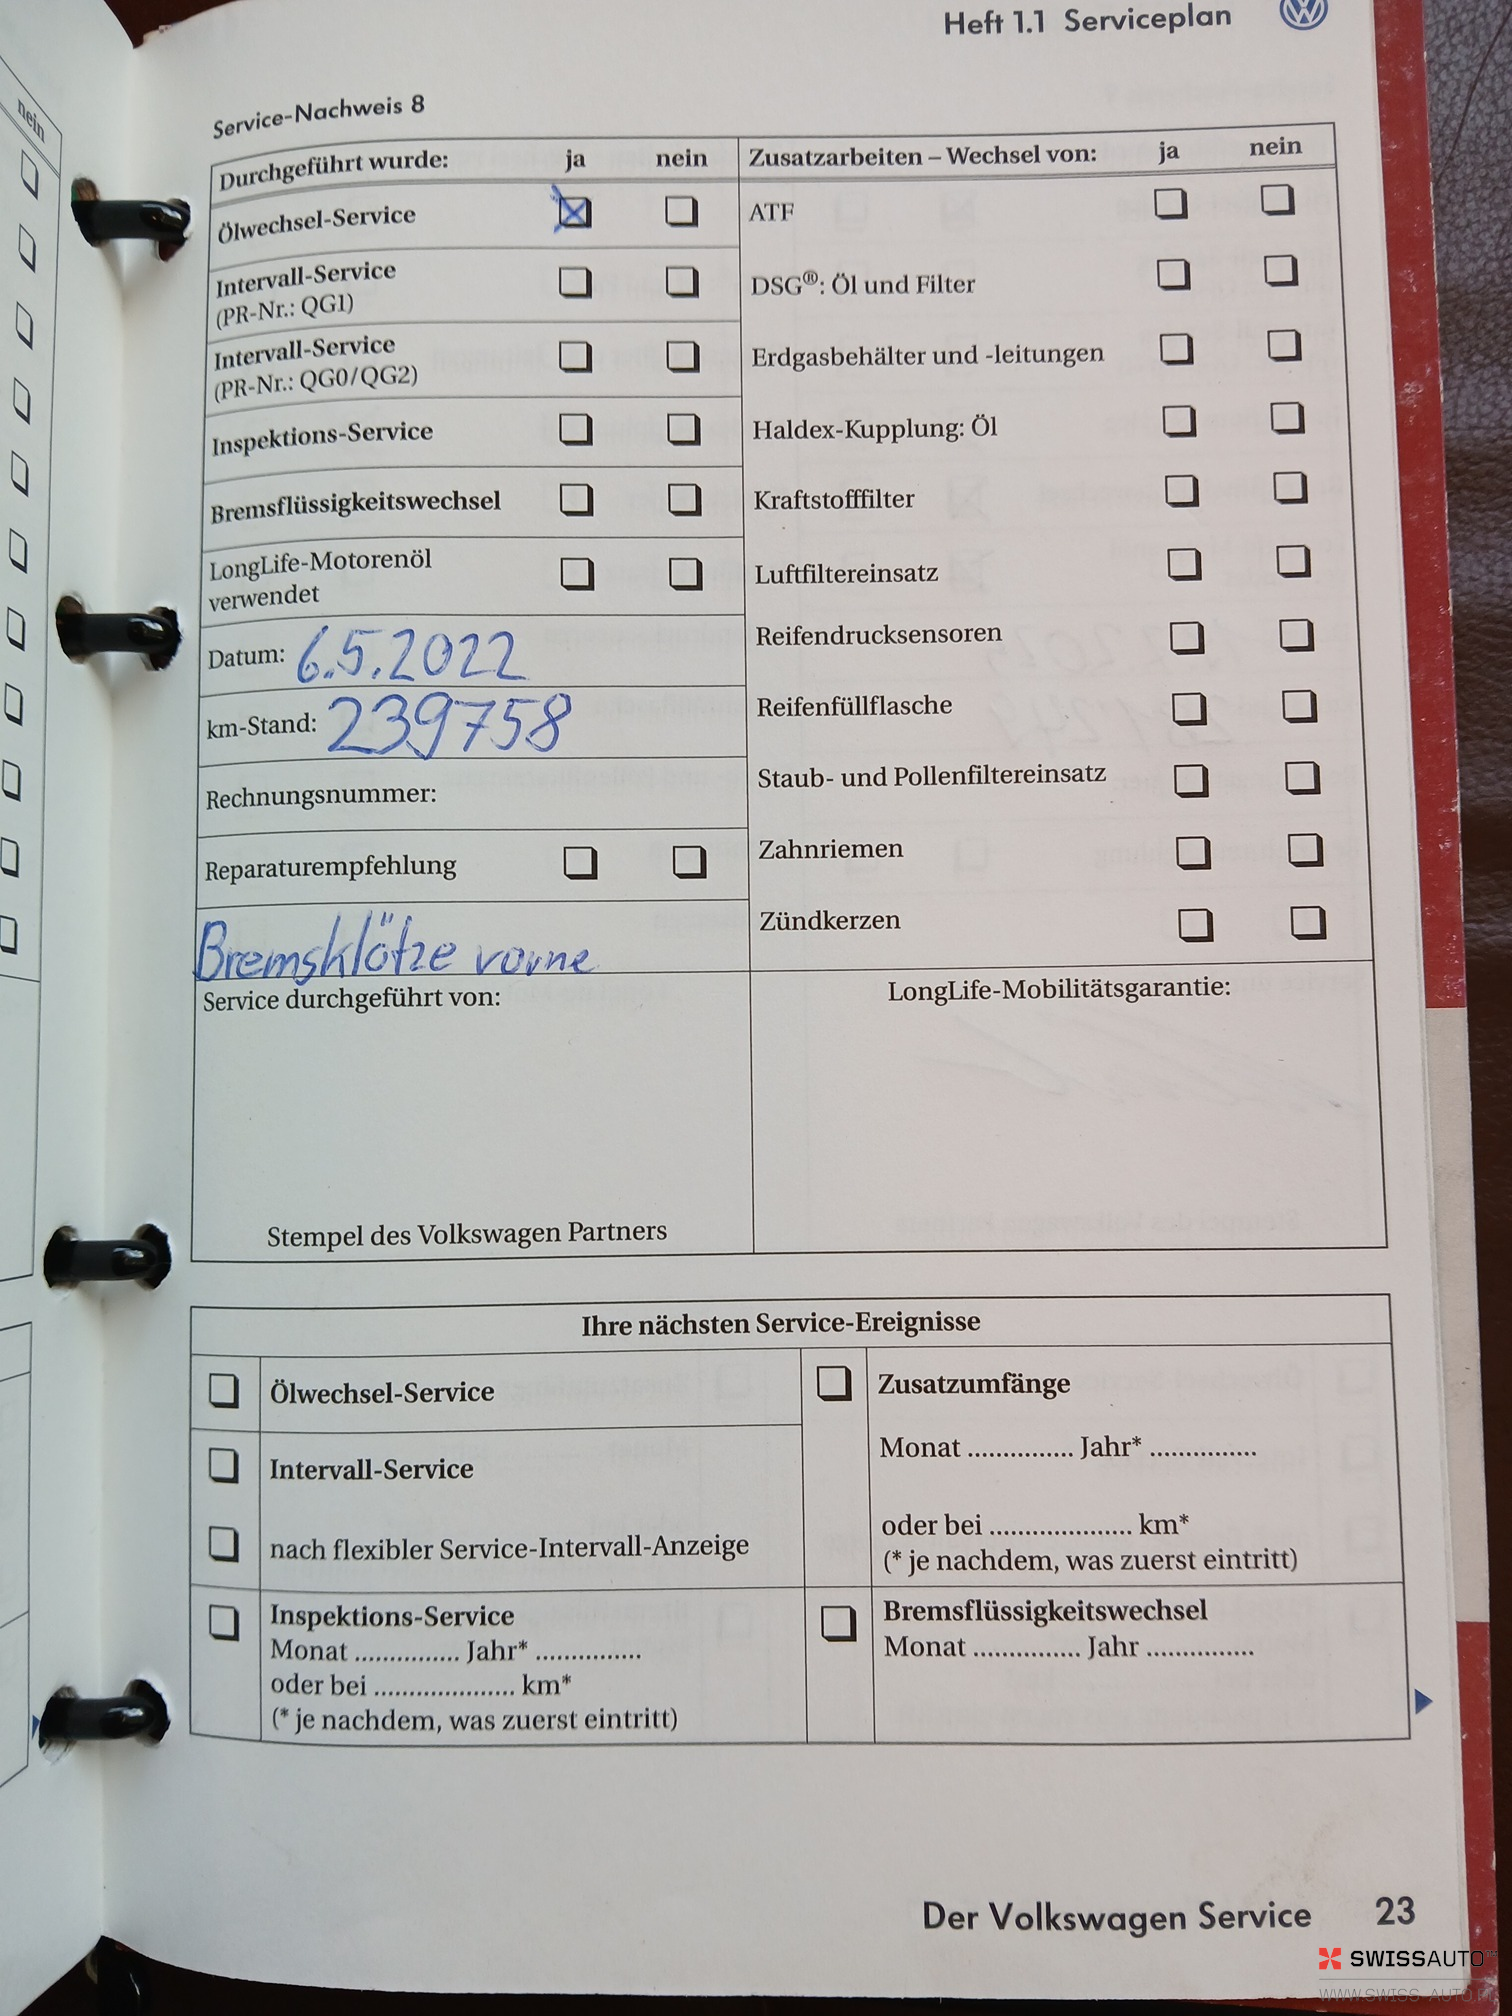 Heft 1.1 Serviceplan
Service-Nachweis 8
nein
Durchgeführt wurde: ja nein
Ölwechsel-Service
Intervall-Service
(PR-Nr.: QG1)
Intervall-Service
(PR-Nr.: QG0/QG2)
Inspektions-Service
Bremsflüssigkeitswechsel
LongLife-Motorenöl
verwendet
Datum: 6.5.2022
km-Stand: 239758
Rechnungsnummer:
Reparaturempfehlung
Bremsklötze vorne
Zusatzarbeiten – Wechsel von: ja nein
ATF
DSG®: Öl und Filter
Erdgasbehälter und -leitungen
Haldex-Kupplung: Öl
Kraftstofffilter
Luftfiltereinsatz
Reifendrucksensoren
Reifenfüllflasche
Staub- und Pollenfiltereinsatz
Zahnriemen
Zündkerzen
Service durchgeführt von:
Stempel des Volkswagen Partners
LongLife-Mobilitätsgarantie:
Ihre nächsten Service-Ereignisse
Ölwechsel-Service
Intervall-Service
nach flexibler Service-Intervall-Anzeige
Inspektions-Service
Monat ............... Jahr* ...............
oder bei .................... km*
(* je nachdem, was zuerst eintritt)
Zusatzumfänge
Monat ............... Jahr* ...............
oder bei .................... km*
(* je nachdem, was zuerst eintritt)
Bremsflüssigkeitswechsel
Monat ............... Jahr ...............
Der Volkswagen Service 23
SWISSAUTO